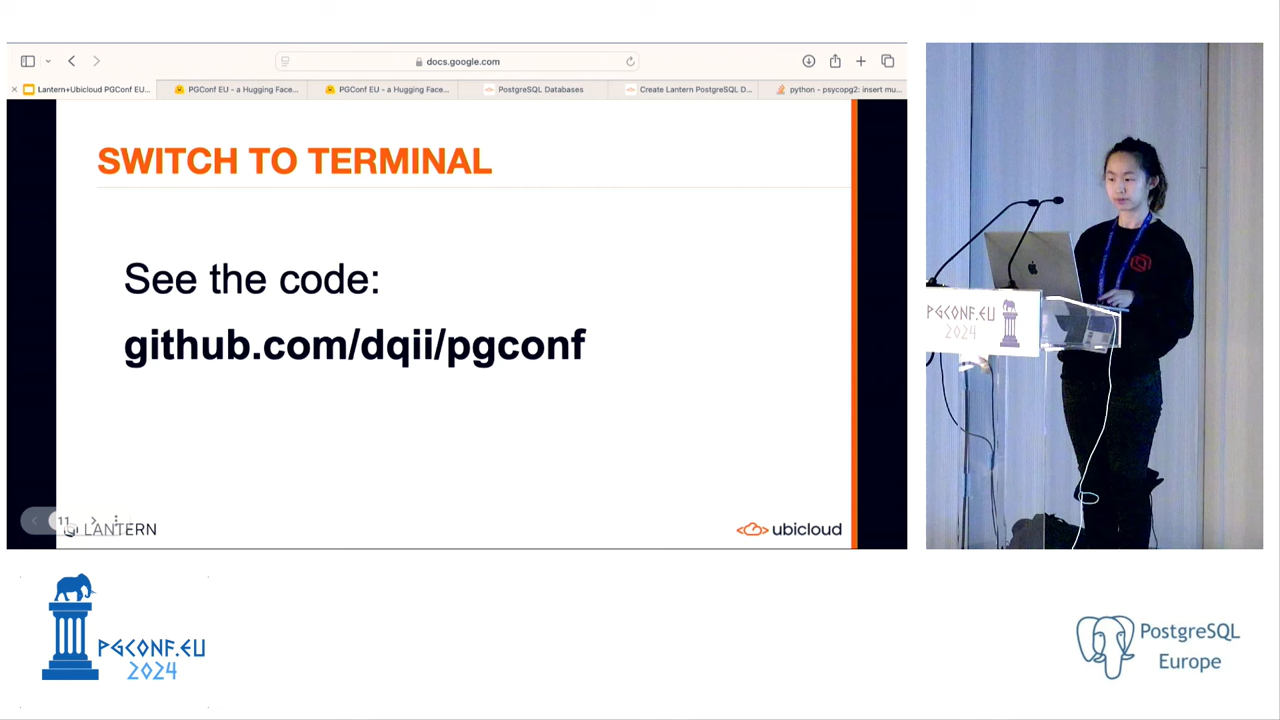 docs.google.com
Lantern+Ubicloud PGConf EU...
PGConf EU - a Hugging Face...
PGConf EU - a Hugging Face...
PostgreSQL Databases
Create Lantern PostgreSQL D...
python - psycopg2: insert mu...
SWITCH TO TERMINAL
See the code:
github.com/dqii/pgconf
11
LANTERN
ubicloud
PGCONF.EU
2024
PGCONF.EU
2024
PostgreSQL
Europe